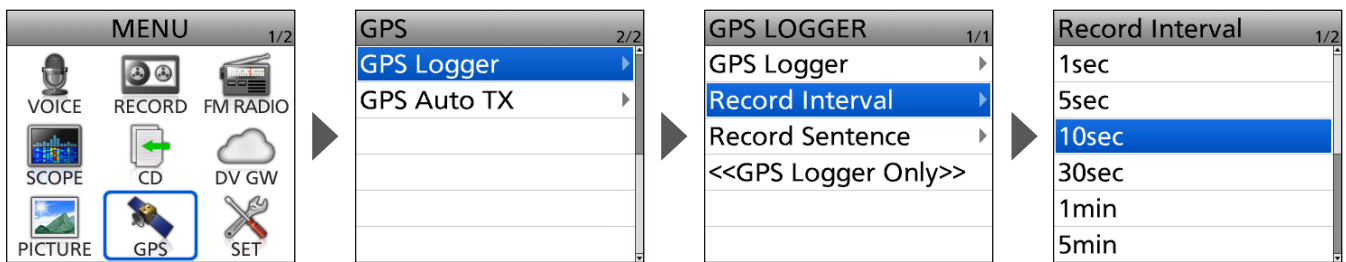 MENU 1/2
VOICE RECORD FM RADIO
SCOPE CD DV GW
PICTURE GPS SET
GPS 2/2
GPS Logger
GPS Auto TX
GPS LOGGER 1/1
GPS Logger
Record Interval
Record Sentence
<<GPS Logger Only>>
Record Interval 1/2
1sec
5sec
10sec
30sec
1min
5min